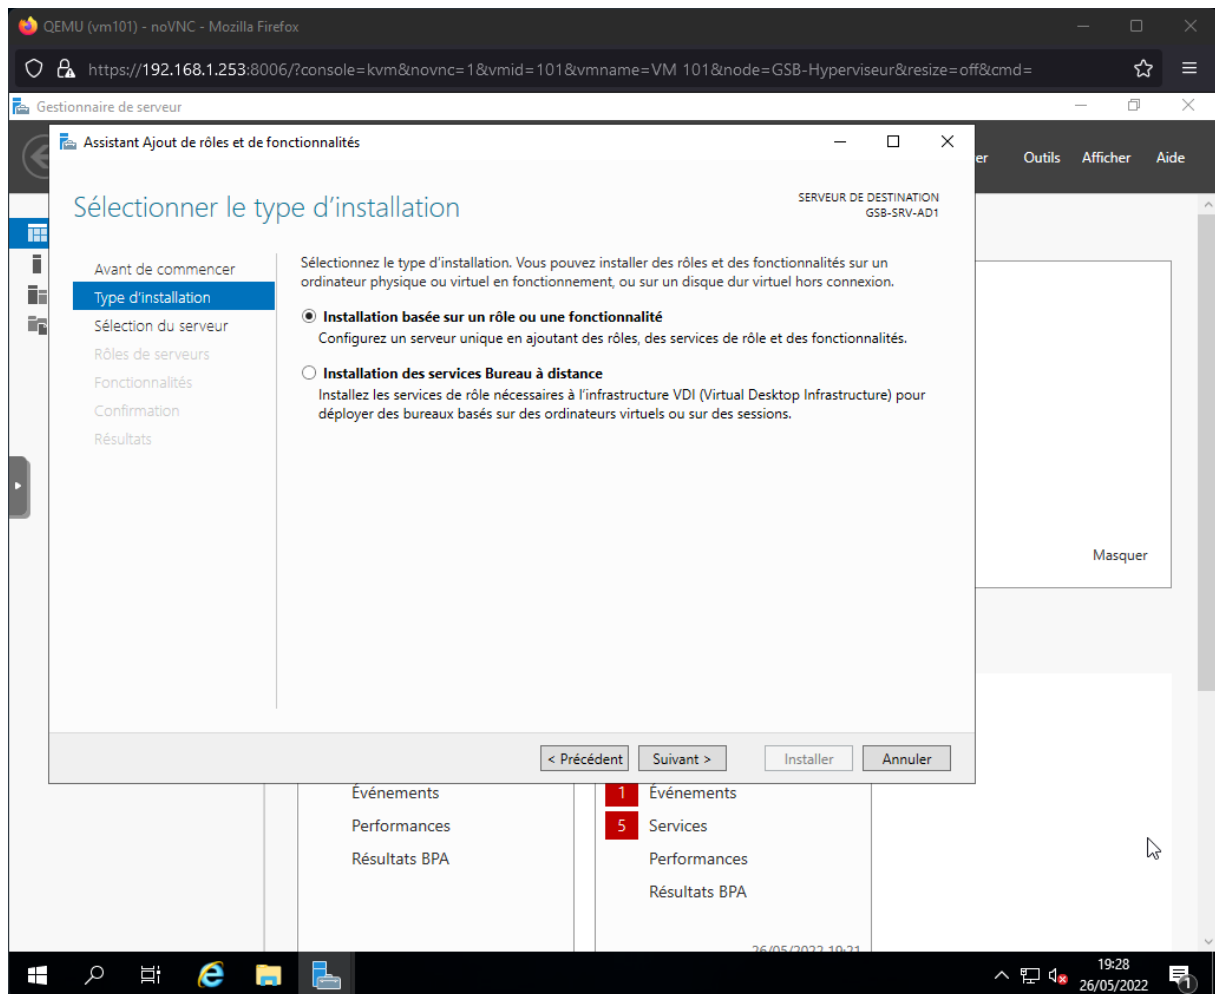 QEMU (vm101) - noVNC - Mozilla Firefox
https://192.168.1.253:8006/?console=kvm&novnc=1&vmid=101&vmname=VM 101&node=GSB-Hyperviseur&resize=off&cmd=
Gestionnaire de serveur
Assistant Ajout de rôles et de fonctionnalités
er Outils Afficher Aide
Sélectionner le type d'installation
SERVEUR DE DESTINATION
GSB-SRV-AD1
Avant de commencer
Type d'installation
Sélection du serveur
Rôles de serveurs
Fonctionnalités
Confirmation
Résultats
Sélectionnez le type d'installation. Vous pouvez installer des rôles et des fonctionnalités sur un
ordinateur physique ou virtuel en fonctionnement, ou sur un disque dur virtuel hors connexion.
Installation basée sur un rôle ou une fonctionnalité
Configurez un serveur unique en ajoutant des rôles, des services de rôle et des fonctionnalités.
Installation des services Bureau à distance
Installez les services de rôle nécessaires à l'infrastructure VDI (Virtual Desktop Infrastructure) pour
déployer des bureaux basés sur des ordinateurs virtuels ou sur des sessions.
Masquer
< Précédent Suivant > Installer Annuler
Événements
Performances
Résultats BPA
1 Événements
5 Services
Performances
Résultats BPA
26/05/2022 19:21
19:28
26/05/2022
1